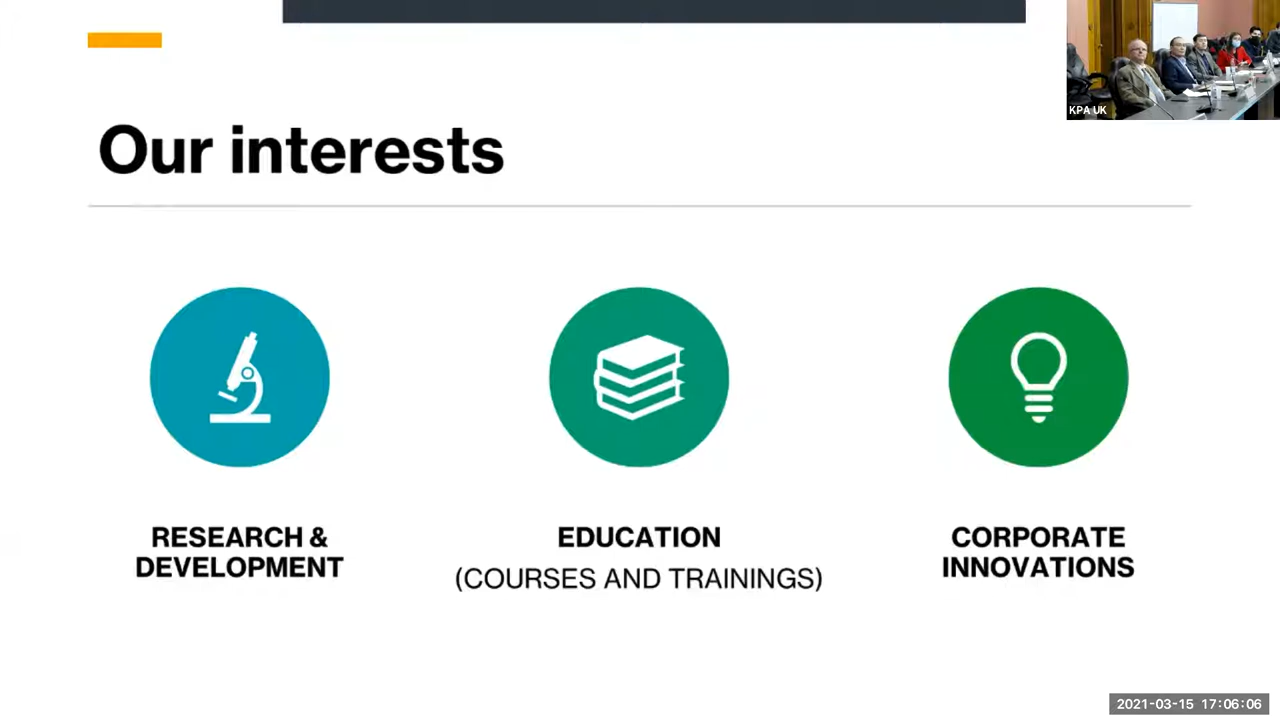 KPA UK
Our interests
RESEARCH &
DEVELOPMENT
EDUCATION
(COURSES AND TRAININGS)
CORPORATE
INNOVATIONS
2021-03-15 17:06:06